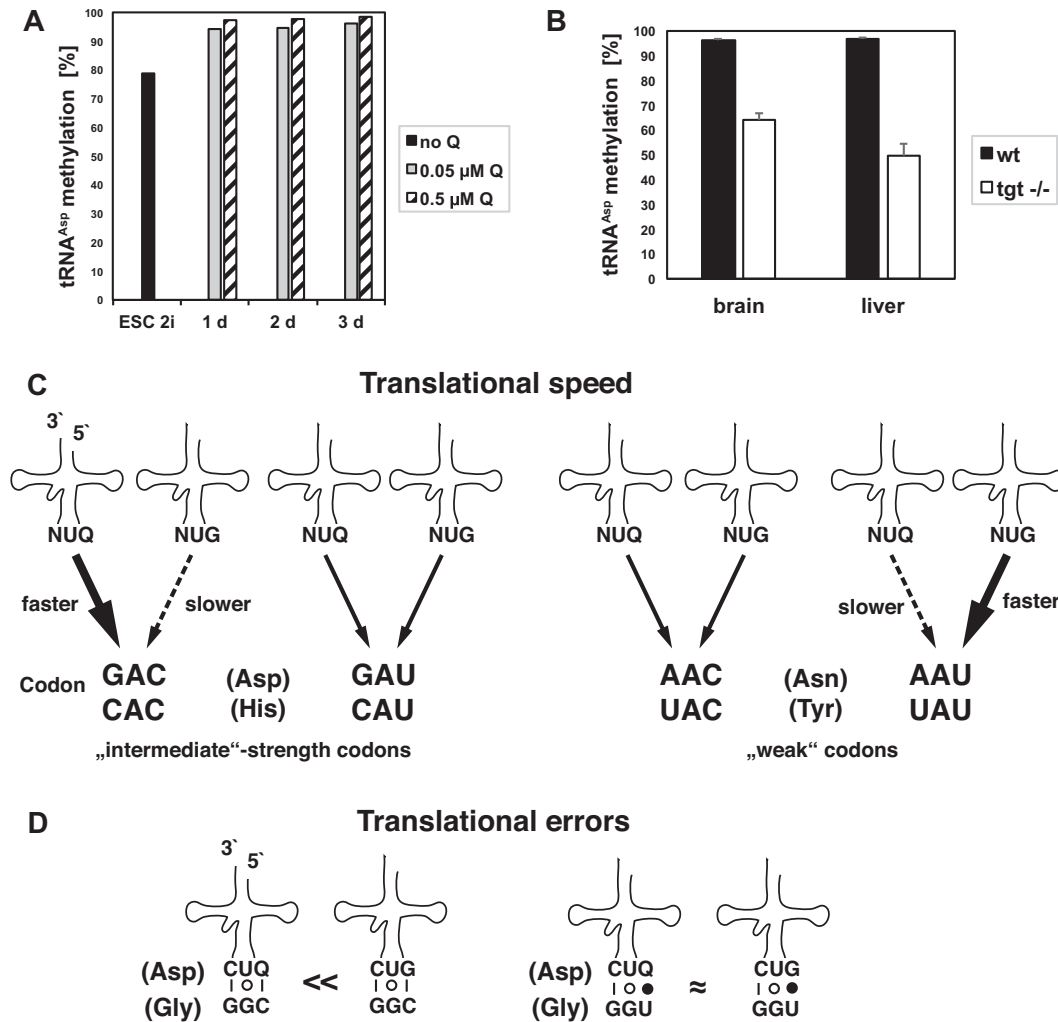 A
tRNAAsp methylation [%]
100
90
80
70
60
50
40
30
20
10
0
ESC 2i 1 d 2 d 3 d
no Q
0.05 µM Q
0.5 µM Q
B
tRNAAsp methylation [%]
100
90
80
70
60
50
40
30
20
10
0
brain liver
wt
tgt -/-
C
Translational speed
3` 5`
NUQ NUG NUQ NUG NUQ NUG NUQ NUG
faster slower slower faster
Codon GAC (Asp) GAU AAC (Asn) AAU
CAC (His) CAU UAC (Tyr) UAU
„intermediate“-strength codons „weak“ codons
D
Translational errors
3` 5`
(Asp) CUQ << CUG (Asp) CUQ ≈ CUG
(Gly) GGC GGC (Gly) GGU GGU